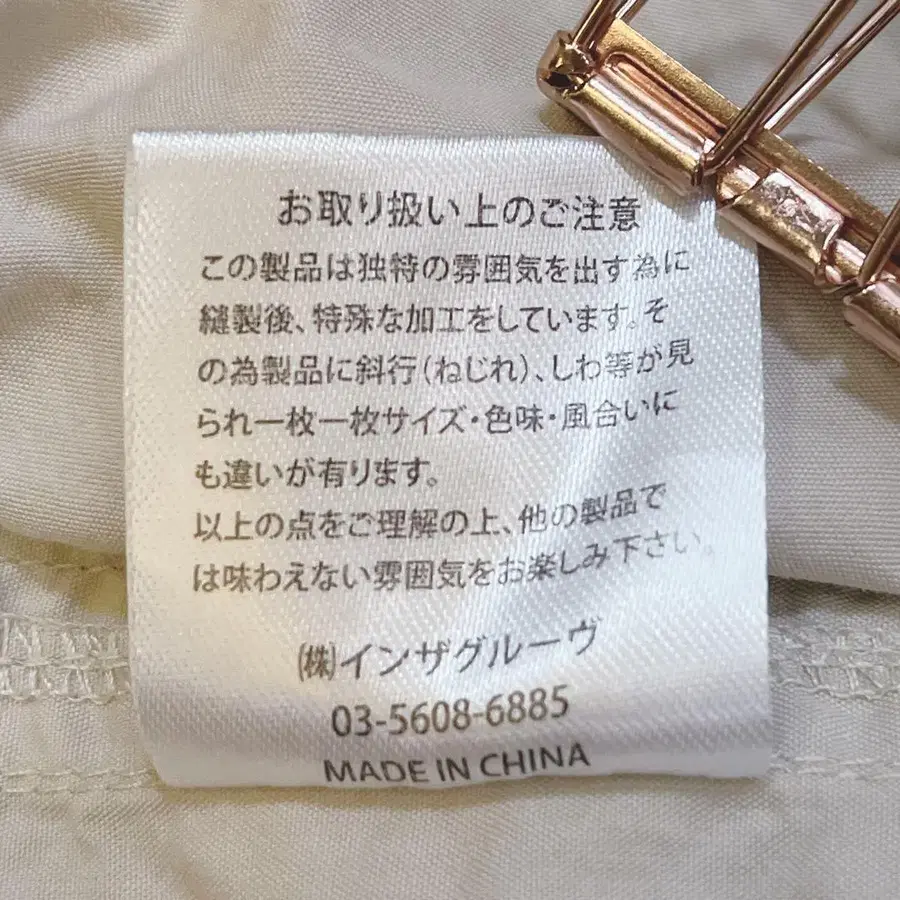 お取り扱い上のご注意
この製品は独特の雰囲気を出す為に
縫製後、特殊な加工をしています。そ
の為製品に斜行(ねじれ)、しわ等が見
られ一枚一枚サイズ・色味・風合いに
も違いが有ります。
以上の点をご理解の上、他の製品で
は味わえない雰囲気をお楽しみ下さい。
㈱インザグルーヴ
03-5608-6885
MADE IN CHINA